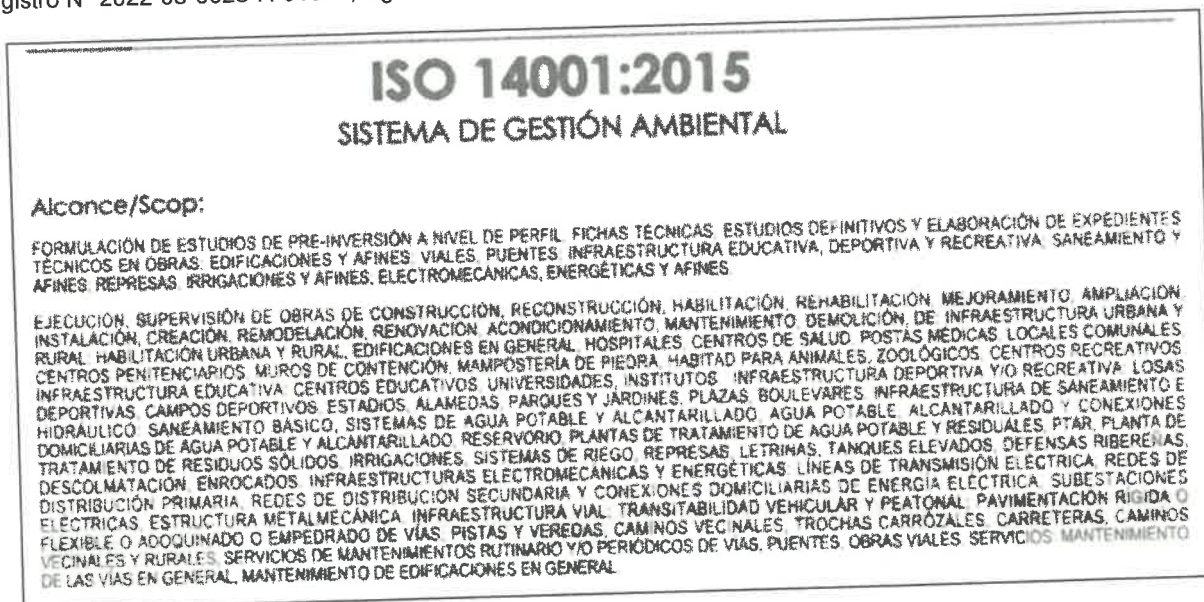 ISO 14001:2015
SISTEMA DE GESTIÓN AMBIENTAL
Alcance/Scop:
FORMULACIÓN DE ESTUDIOS DE PRE-INVERSIÓN A NIVEL DE PERFIL FICHAS TÉCNICAS, ESTUDIOS DEFINITIVOS Y ELABORACIÓN DE EXPEDIENTES
TÉCNICOS EN OBRAS: EDIFICACIONES Y AFINES, VIALES, PUENTES, INFRAESTRUCTURA EDUCATIVA, DEPORTIVA Y RECREATIVA, SANEAMIENTO Y
AFINES, REPRESAS, IRRIGACIONES Y AFINES, ELECTROMECÁNICAS, ENERGÉTICAS Y AFINES.
EJECUCIÓN, SUPERVISIÓN DE OBRAS DE CONSTRUCCIÓN, RECONSTRUCCIÓN, HABILITACIÓN, REHABILITACIÓN, MEJORAMIENTO, AMPLIACIÓN,
INSTALACIÓN, CREACIÓN, REMODELACIÓN, RENOVACIÓN, ACONDICIONAMIENTO, MANTENIMIENTO, DEMOLICIÓN, DE INFRAESTRUCTURA URBANA Y
RURAL, HABILITACIÓN URBANA Y RURAL, EDIFICACIONES EN GENERAL, HOSPITALES, CENTROS DE SALUD, POSTAS MÉDICAS, LOCALES COMUNALES,
CENTROS PENITENCIARIOS, MUROS DE CONTENCIÓN, MAMPOSTERÍA DE PIEDRA, HABITAD PARA ANIMALES, ZOOLÓGICOS, CENTROS RECREATIVOS,
INFRAESTRUCTURA EDUCATIVA: CENTROS EDUCATIVOS, UNIVERSIDADES, INSTITUTOS. INFRAESTRUCTURA DEPORTIVA Y/O RECREATIVA: LOSAS
DEPORTIVAS, CAMPOS DEPORTIVOS, ESTADIOS, ALAMEDAS, PARQUES Y JARDINES, PLAZAS, BOULEVARES, INFRAESTRUCTURA DE SANEAMIENTO E
HIDRAULICO: SANEAMIENTO BÁSICO, SISTEMAS DE AGUA POTABLE Y ALCANTARILLADO, AGUA POTABLE, ALCANTARILLADO Y CONEXIONES
DOMICILIARIAS DE AGUA POTABLE Y ALCANTARILLADO, RESERVORIO, PLANTAS DE TRATAMIENTO DE AGUA POTABLE Y RESIDUALES, PTAR, PLANTA DE
TRATAMIENTO DE RESIDUOS SÓLIDOS, IRRIGACIONES, SISTEMAS DE RIEGO, REPRESAS, LETRINAS, TANQUES ELEVADOS, DEFENSAS RIBEREÑAS,
DESCOLMATACIÓN, ENROCADOS, INFRAESTRUCTURAS ELECTROMECÁNICAS Y ENERGÉTICAS: LÍNEAS DE TRANSMISIÓN ELÉCTRICA, REDES DE
DISTRIBUCIÓN PRIMARIA, REDES DE DISTRIBUCIÓN SECUNDARIA Y CONEXIONES DOMICILIARIAS DE ENERGÍA ELÉCTRICA, SUBESTACIONES
ELÉCTRICAS, ESTRUCTURA METALMECÁNICA, INFRAESTRUCTURA VIAL: TRANSITABILIDAD VEHICULAR Y PEATONAL, PAVIMENTACIÓN RIGIDA O
FLEXIBLE O ADOQUINADO O EMPEDRADO DE VÍAS, PISTAS Y VEREDAS, CAMINOS VECINALES, TROCHAS CARROZALES, CARRETERAS, CAMINOS
VECINALES Y RURALES, SERVICIOS DE MANTENIMIENTOS RUTINARIO Y/O PERIÓDICOS DE VÍAS, PUENTES, OBRAS VIALES, SERVICIOS MANTENIMIENTO
DE LAS VÍAS EN GENERAL, MANTENIMIENTO DE EDIFICACIONES EN GENERAL